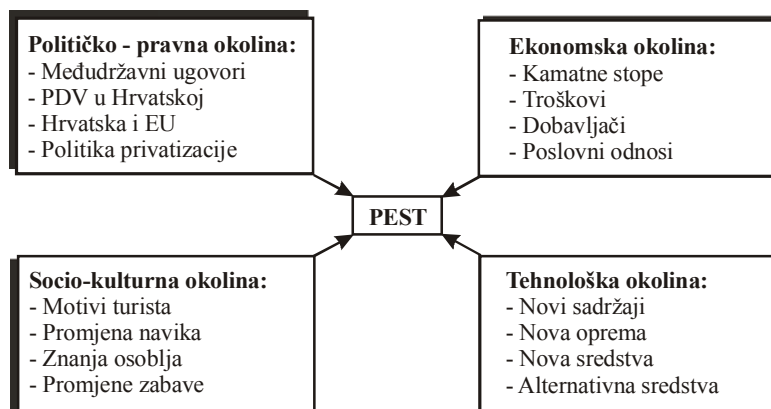 Političko - pravna okolina:
- Međudržavni ugovori
- PDV u Hrvatskoj
- Hrvatska i EU
- Politika privatizacije
Ekonomska okolina:
- Kamatne stope
- Troškovi
- Dobavljači
- Poslovni odnosi
PEST
Socio-kulturna okolina:
- Motivi turista
- Promjena navika
- Znanja osoblja
- Promjene zabave
Tehnološka okolina:
- Novi sadržaji
- Nova oprema
- Nova sredstva
- Alternativna sredstva